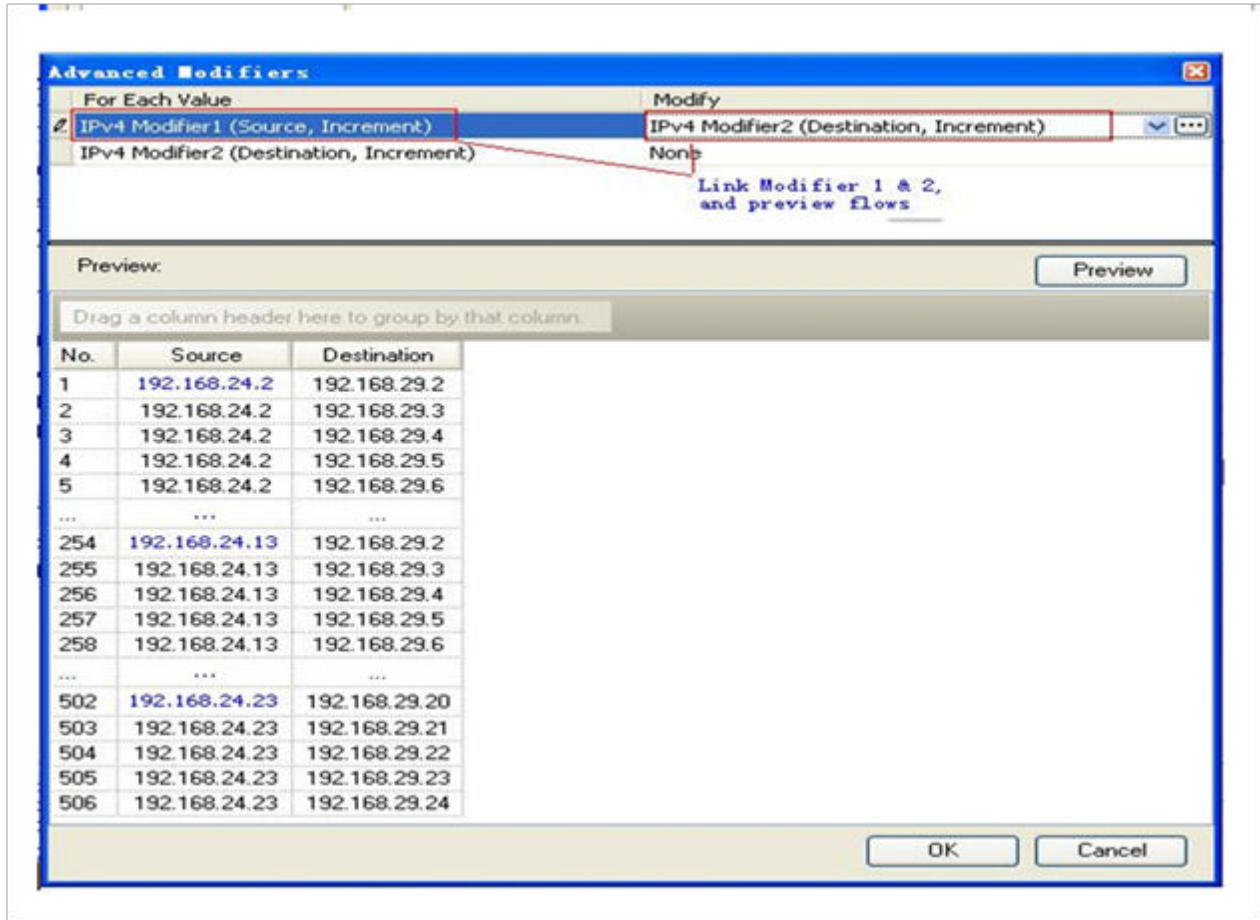 Advanced Modifiers
For Each Value Modify
IPv4 Modifier1 (Source, Increment) IPv4 Modifier2 (Destination, Increment)
IPv4 Modifier2 (Destination, Increment) None
Link Modifier 1 & 2,
and preview flows
Preview: Preview
Drag a column header here to group by that column.
No. Source Destination
1 192.168.24.2 192.168.29.2
2 192.168.24.2 192.168.29.3
3 192.168.24.2 192.168.29.4
4 192.168.24.2 192.168.29.5
5 192.168.24.2 192.168.29.6
... ... ...
254 192.168.24.13 192.168.29.2
255 192.168.24.13 192.168.29.3
256 192.168.24.13 192.168.29.4
257 192.168.24.13 192.168.29.5
258 192.168.24.13 192.168.29.6
... ... ...
502 192.168.24.23 192.168.29.20
503 192.168.24.23 192.168.29.21
504 192.168.24.23 192.168.29.22
505 192.168.24.23 192.168.29.23
506 192.168.24.23 192.168.29.24
OK Cancel